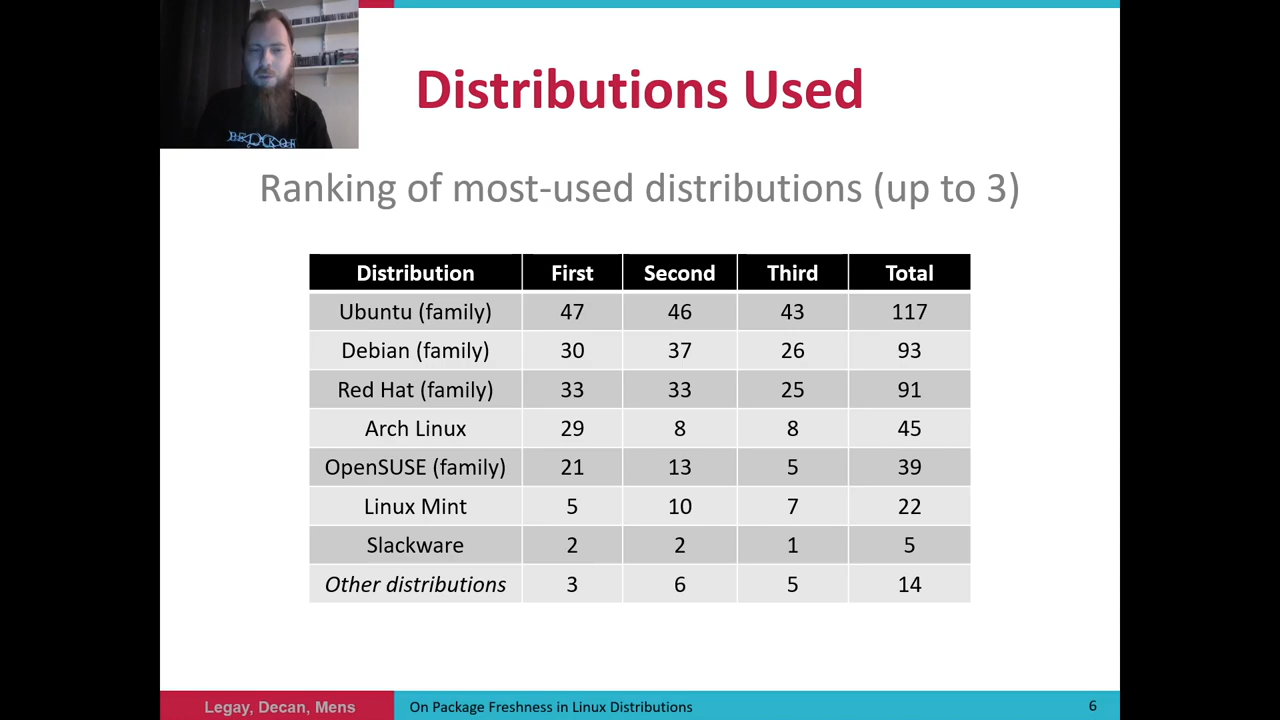 Distributions Used
Ranking of most-used distributions (up to 3)
Distribution First Second Third Total
Ubuntu (family) 47 46 43 117
Debian (family) 30 37 26 93
Red Hat (family) 33 33 25 91
Arch Linux 29 8 8 45
OpenSUSE (family) 21 13 5 39
Linux Mint 5 10 7 22
Slackware 2 2 1 5
Other distributions 3 6 5 14
Legay, Decan, Mens On Package Freshness in Linux Distributions 6